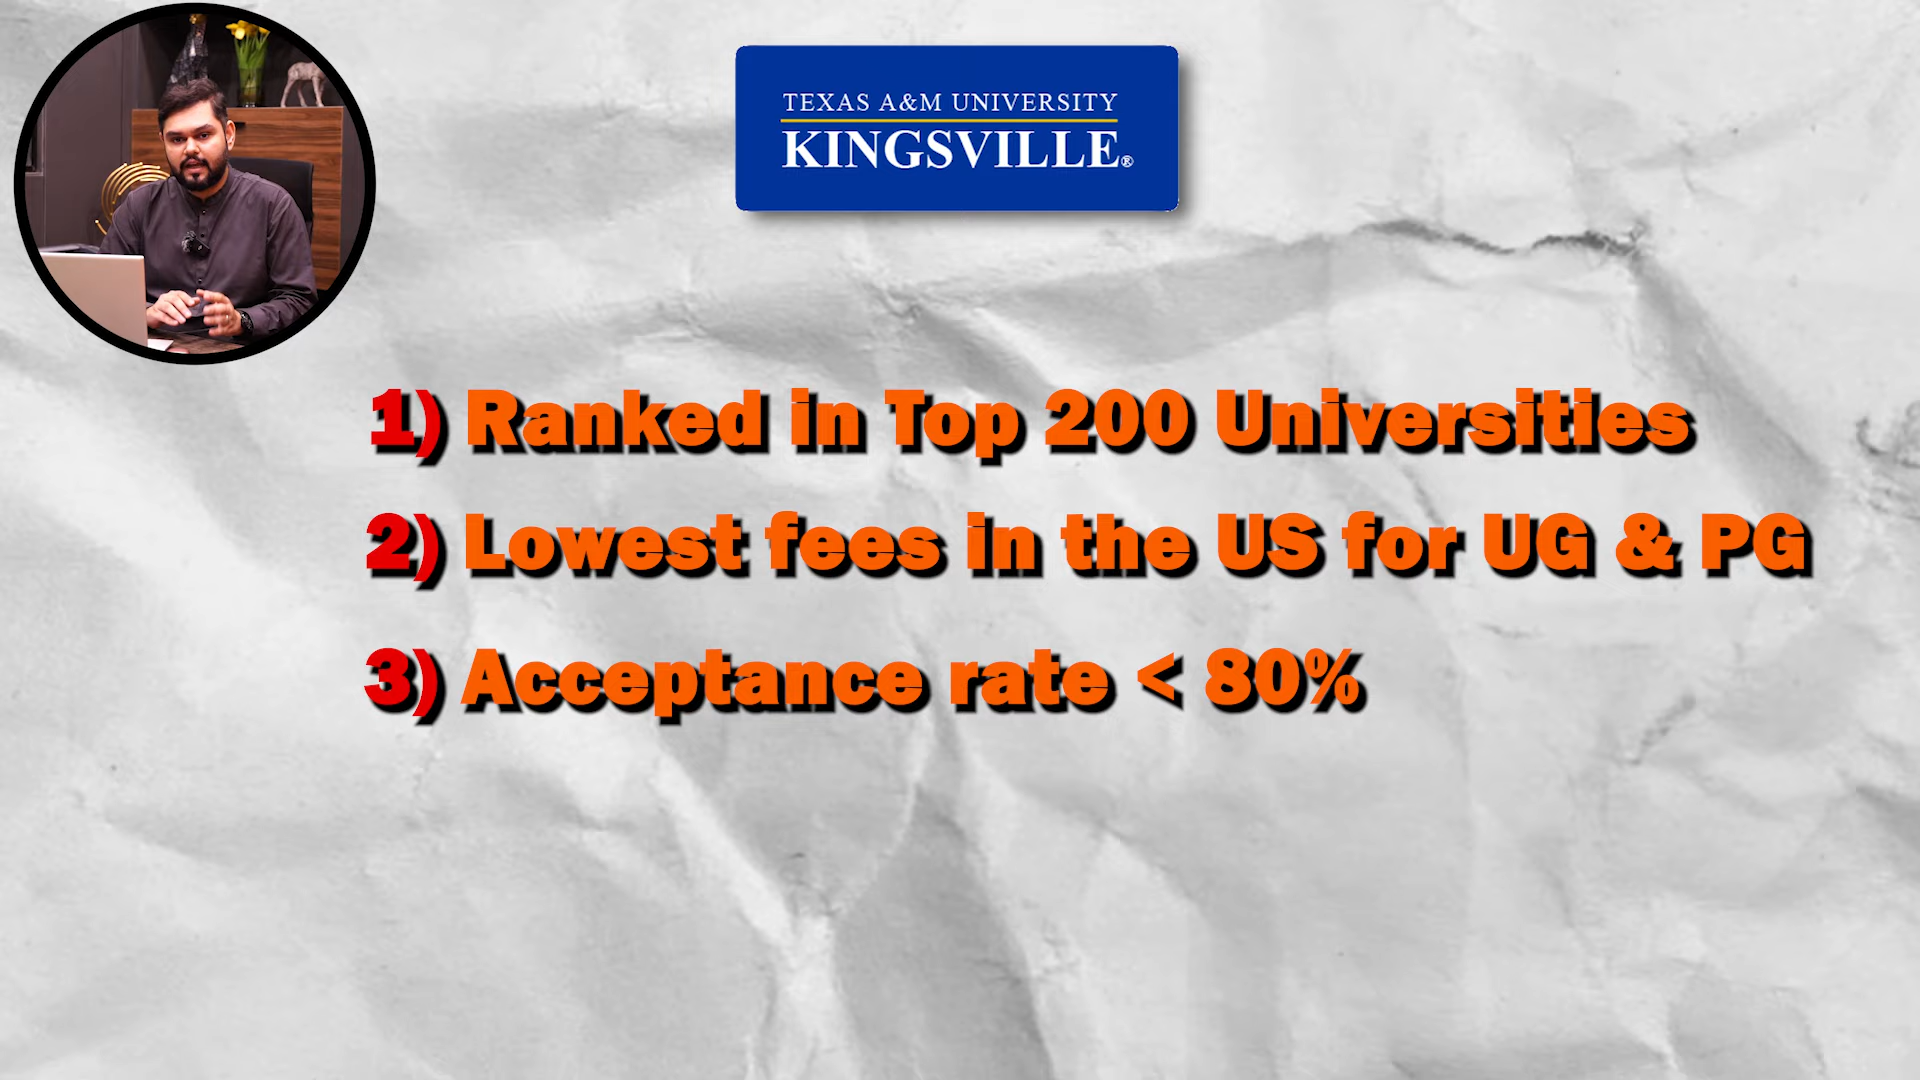 TEXAS A&M UNIVERSITY
KINGSVILLE®
1) Ranked in Top 200 Universities
2) Lowest fees in the US for UG & PG
3) Acceptance rate < 80%